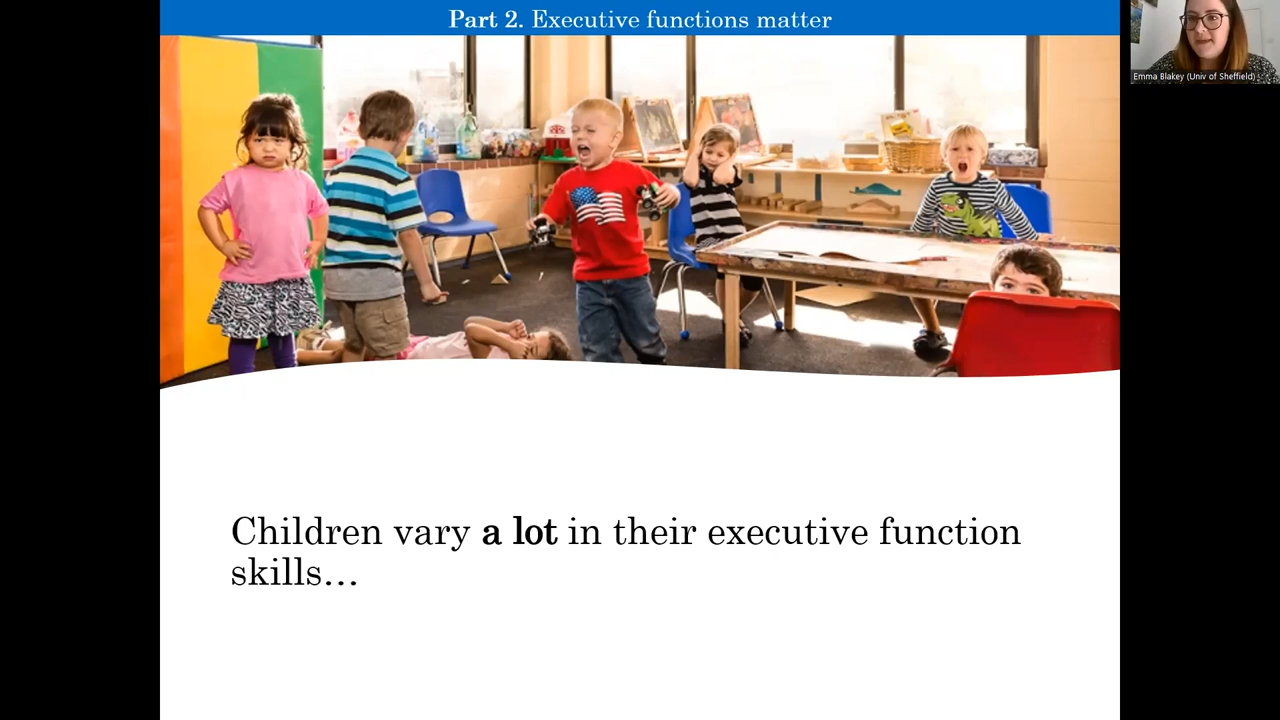 Part 2. Executive functions matter
Emma Blakey (Univ of Sheffield)
Children vary a lot in their executive function
skills...